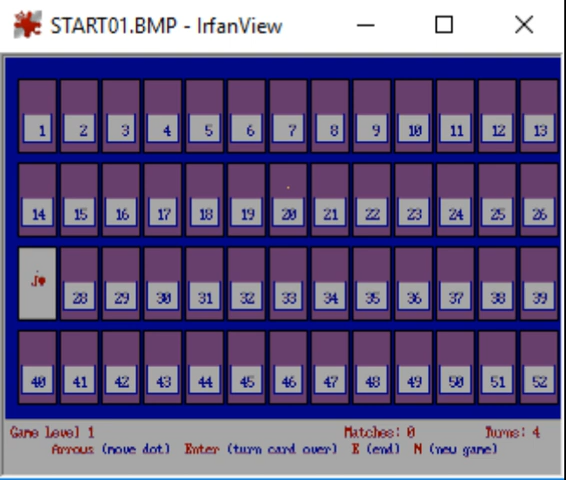 START01.BMP - IrfanView
1 2 3 4 5 6 7 8 9 10 11 12 13
14 15 16 17 18 19 20 21 22 23 24 25 26
J♥ 28 29 30 31 32 33 34 35 36 37 38 39
40 41 42 43 44 45 46 47 48 49 50 51 52
Game level 1 Matches: 0 Turns: 4
Arrows (move dot) Enter (turn card over) E (end) N (new game)